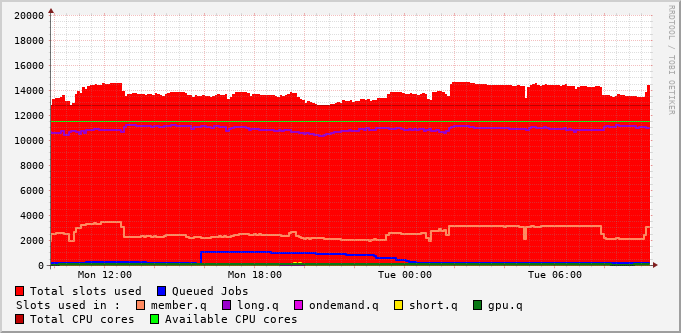 20000
18000
16000
14000
12000
10000
8000
6000
4000
2000
0
Mon 12:00 Mon 18:00 Tue 00:00 Tue 06:00
Total slots used Queued Jobs
Slots used in : member.q long.q ondemand.q short.q gpu.q
Total CPU cores Available CPU cores
RRDTOOL / TOBI OETIKER